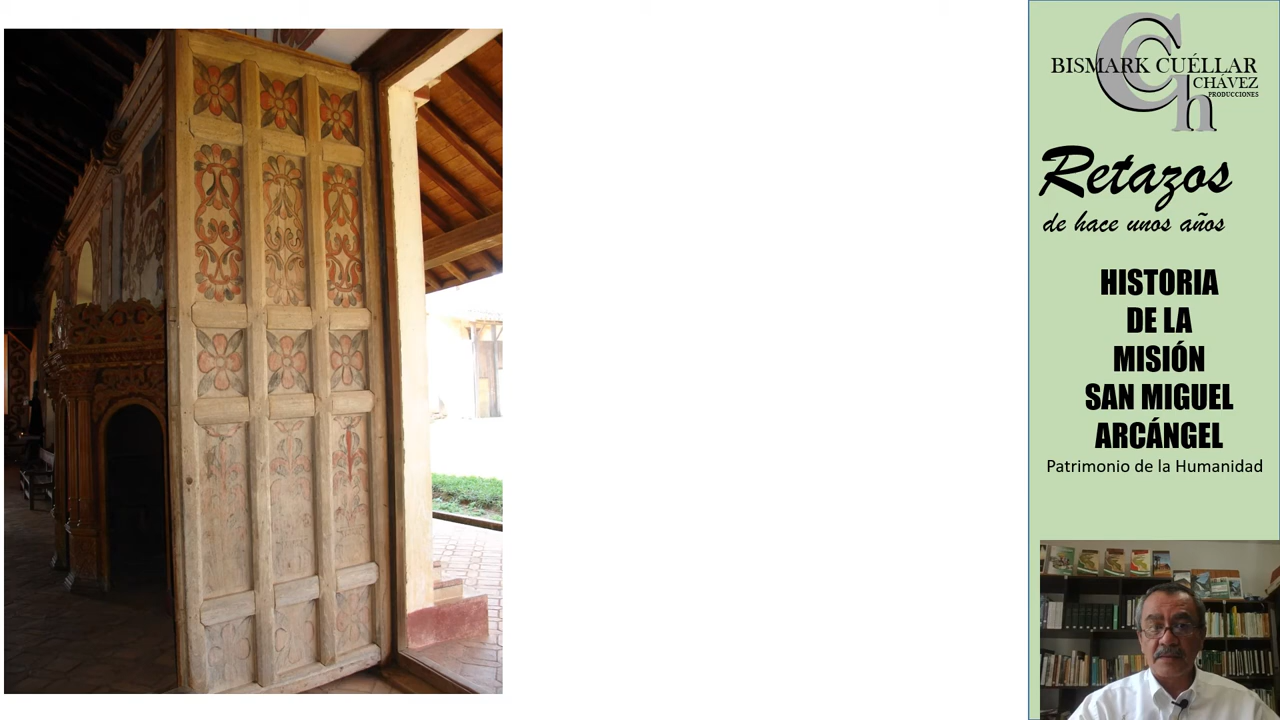 BISMARK CUÉLLAR
CHÁVEZ
PRODUCCIONES
CCh
Retazos
de hace unos años
HISTORIA
DE LA
MISIÓN
SAN MIGUEL
ARCÁNGEL
Patrimonio de la Humanidad